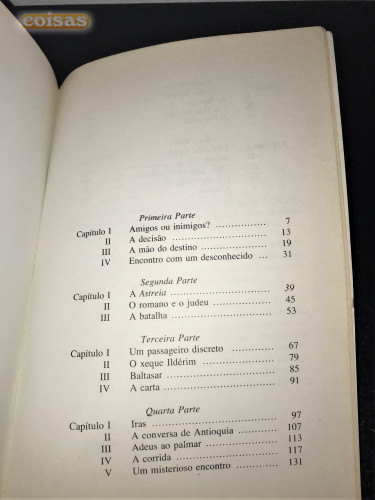 coisas
Primeira Parte
Capítulo I Amigos ou inimigos? .................. 7
II A decisão .................................. 13
III A mão do destino ...................... 19
IV Encontro com um desconhecido ... 31
Segunda Parte
Capítulo I A Astreia .................................. 39
II O romano e o judeu .................. 45
III A batalha .................................. 53
Terceira Parte
Capítulo I Um passageiro discreto ............... 67
II O xeque Ildérim ........................ 79
III Baltasar .................................... 85
IV A carta ..................................... 91
Quarta Parte
Capítulo I Iras .......................................... 97
II A conversa de Antioquia ............ 107
III Adeus ao palmar ........................ 113
IV A corrida .................................. 117
V Um misterioso encontro .............. 131